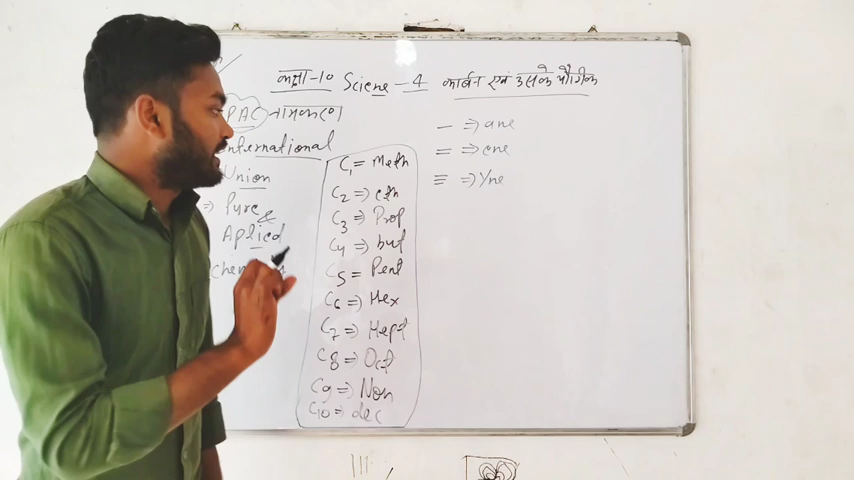 कक्षा-10 Science-4 कार्बन एवं उसके यौगिक
PAC नामकरण
International
Union
⇒ Pure &
Aplied
chem
C₁ = Meth
C₂ ⇒ eth
C₃ ⇒ Prop
C₄ ⇒ but
C₅ = Pent
C₆ ⇒ Hex
C₇ ⇒ Hept
C₈ ⇒ Oct
C₉ ⇒ Non
C₁₀ ⇒ dec
— ⇒ ane
= ⇒ ene
≡ ⇒ Yne